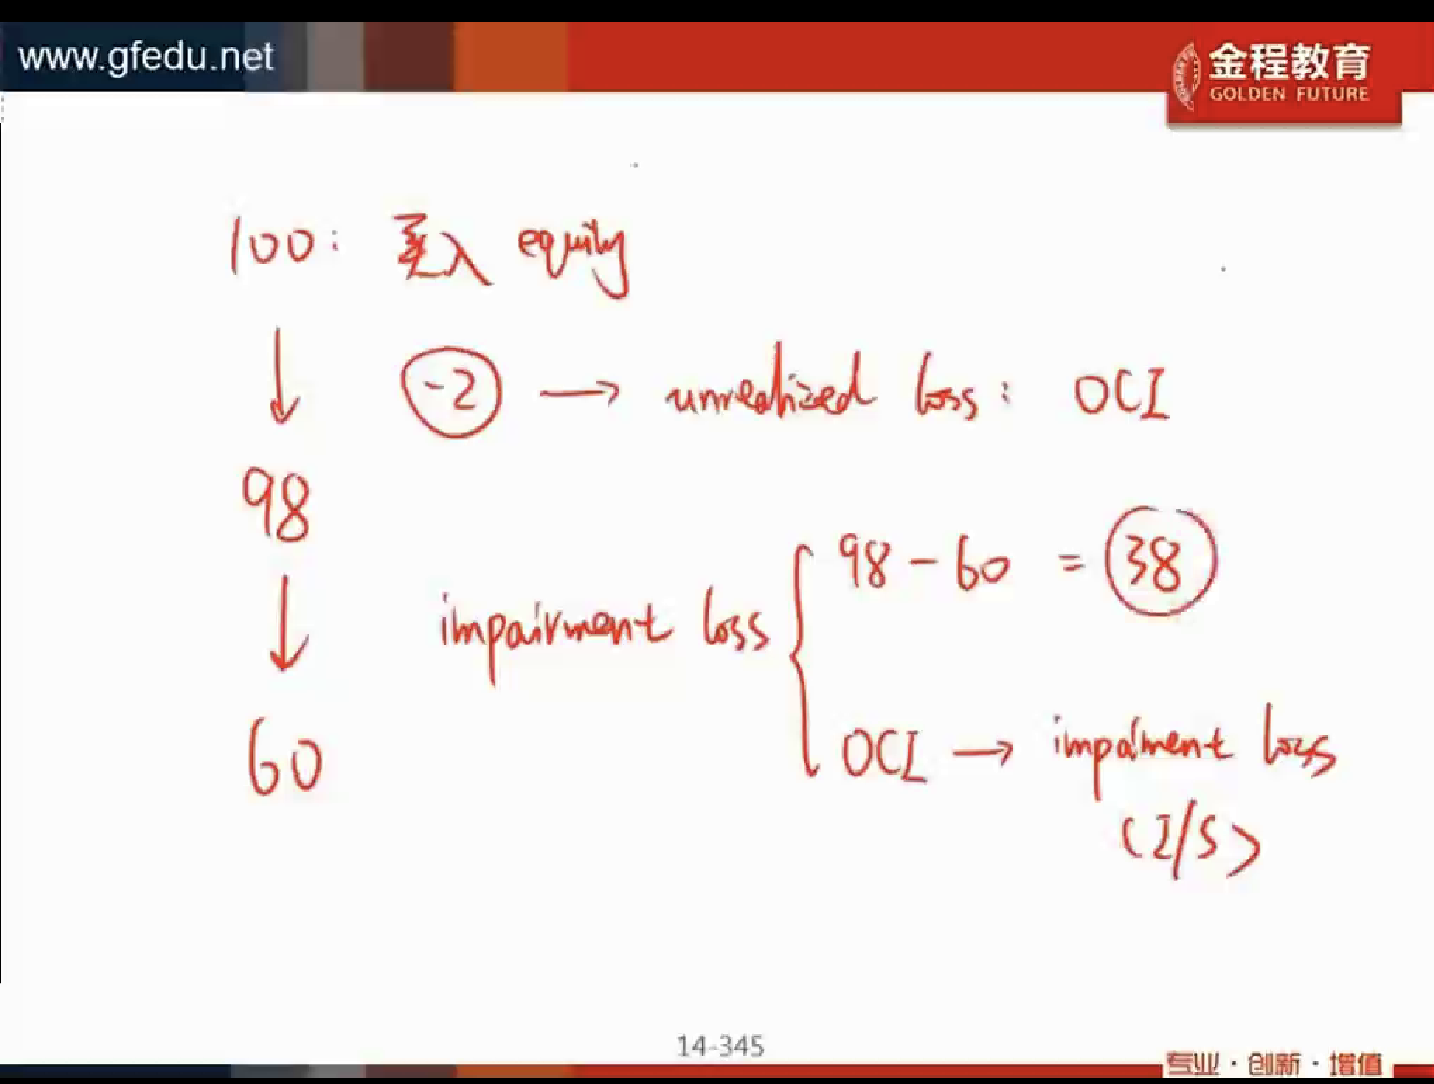 www.gfedu.net
金程教育
GOLDEN FUTURE
100: 买入 equity
-2 → unrealized loss: OCI
98
98 - 60 = 38
impairment loss
60
OCI → impairment loss
(I/S)
14-345
专业·创新·增值